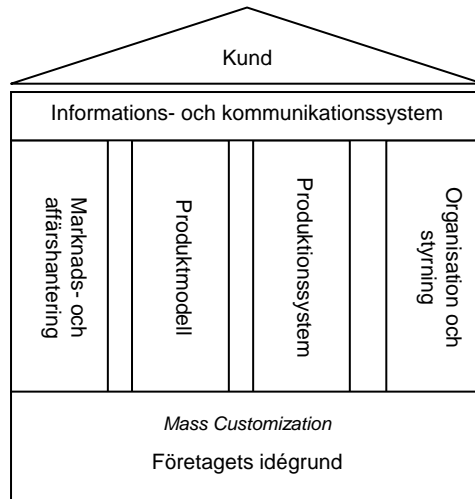 Kund
Informations- och kommunikationssystem
Marknads- och
affärshantering
Produktmodell
Produktionssystem
Organisation och
styrning
Mass Customization
Företagets idégrund